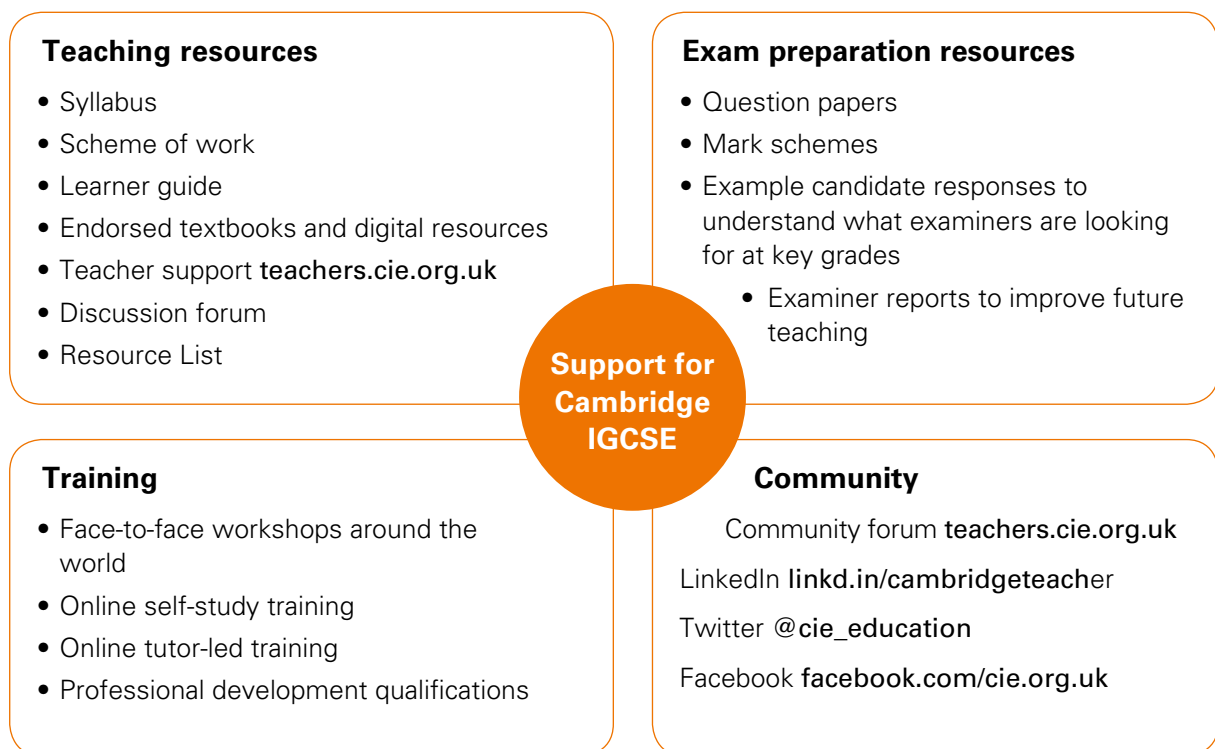 Teaching resources
• Syllabus
• Scheme of work
• Learner guide
• Endorsed textbooks and digital resources
• Teacher support teachers.cie.org.uk
• Discussion forum
• Resource List
Exam preparation resources
• Question papers
• Mark schemes
• Example candidate responses to
understand what examiners are looking
for at key grades
• Examiner reports to improve future
teaching
Support for
Cambridge
IGCSE
Training
• Face-to-face workshops around the
world
• Online self-study training
• Online tutor-led training
• Professional development qualifications
Community
Community forum teachers.cie.org.uk
LinkedIn linkd.in/cambridgeteacher
Twitter @cie_education
Facebook facebook.com/cie.org.uk